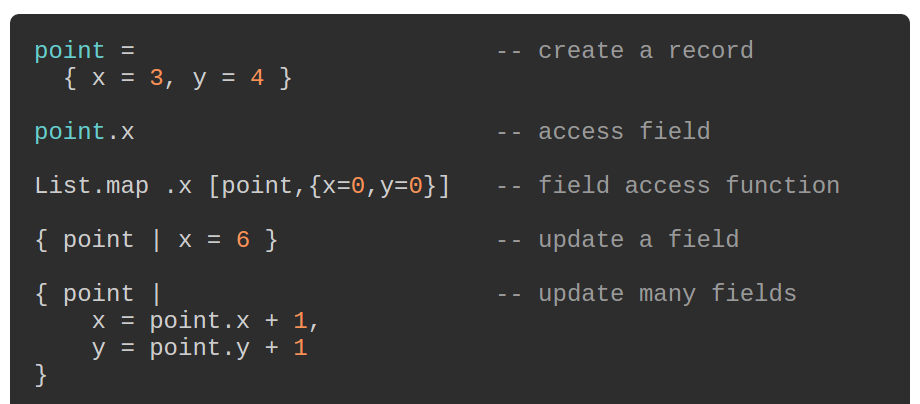 point =                         -- create a record
  { x = 3, y = 4 }
point.x                         -- access field
List.map .x [point,{x=0,y=0}]   -- field access function
{ point | x = 6 }               -- update a field
{ point |                       -- update many fields
    x = point.x + 1,
    y = point.y + 1
}